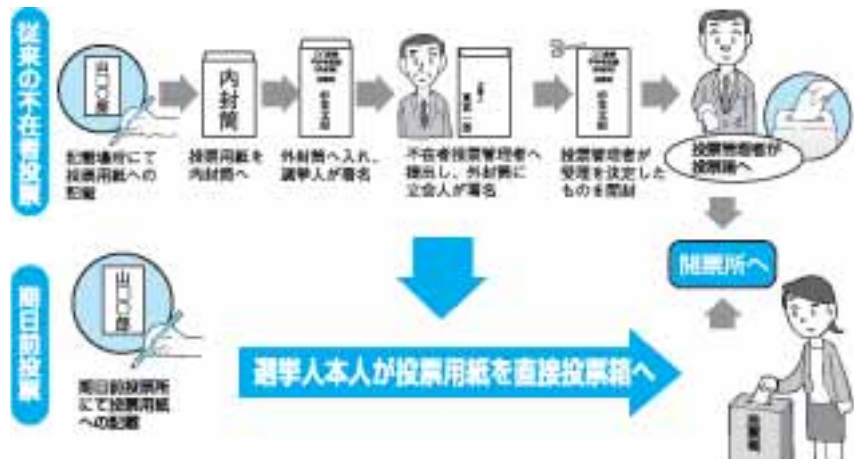 従来の不在者投票
山口〇〇郎
記載場所にて
投票用紙への
記載
内封筒
投票用紙を
内封筒へ
外封筒へ入れ、
選挙人が署名
不在者投票管理者へ
提出し、外封筒に
立会人が署名
投票管理者が
受理を決定した
ものを開封
投票管理者が
投票箱へ
開票所へ
期日前投票
山口〇〇郎
期日前投票所
にて投票用紙
への記載
選挙人本人が投票用紙を直接投票箱へ
投票箱